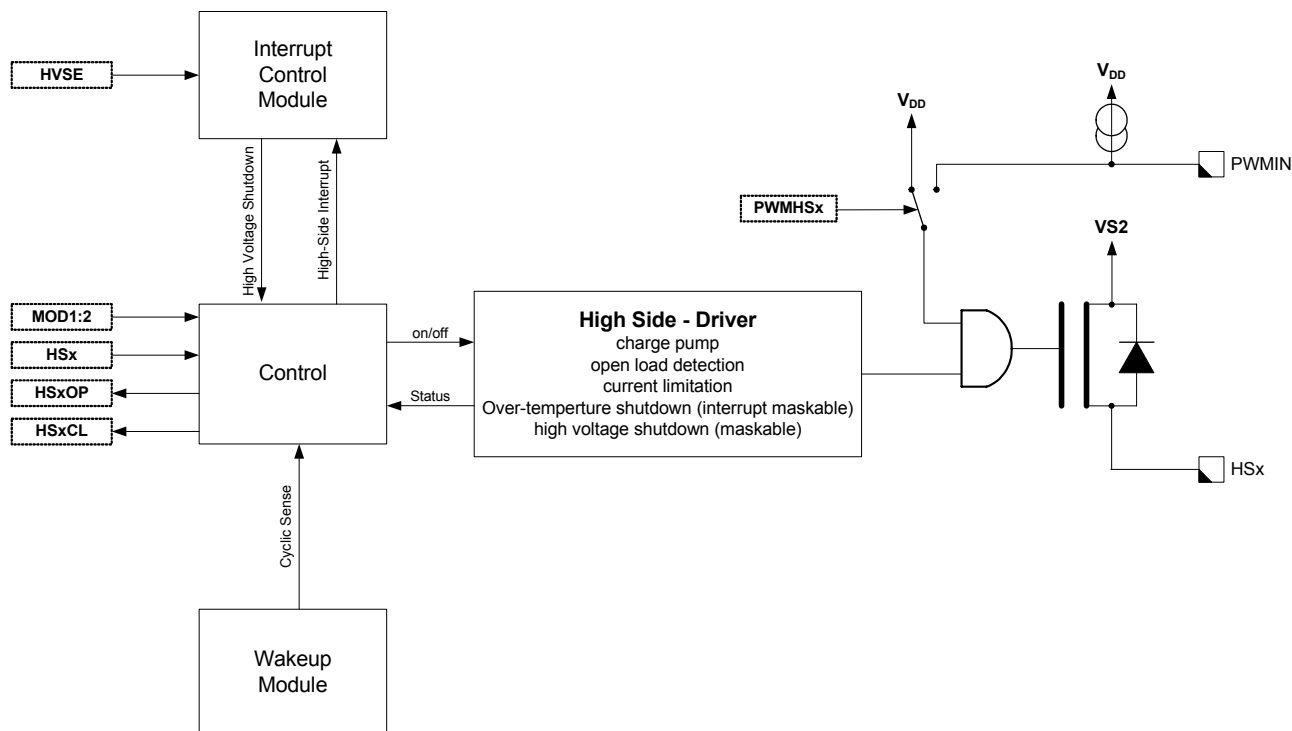 Interrupt
Control
Module
HVSE
High Voltage Shutdown
High-Side Interrupt
VDD
VDD
PWMIN
PWMHSx
VS2
MOD1:2
HSx
HSxOP
HSxCL
Control
on/off
Status
High Side - Driver
charge pump
open load detection
current limitation
Over-temperture shutdown (interrupt maskable)
high voltage shutdown (maskable)
HSx
Cyclic Sense
Wakeup
Module